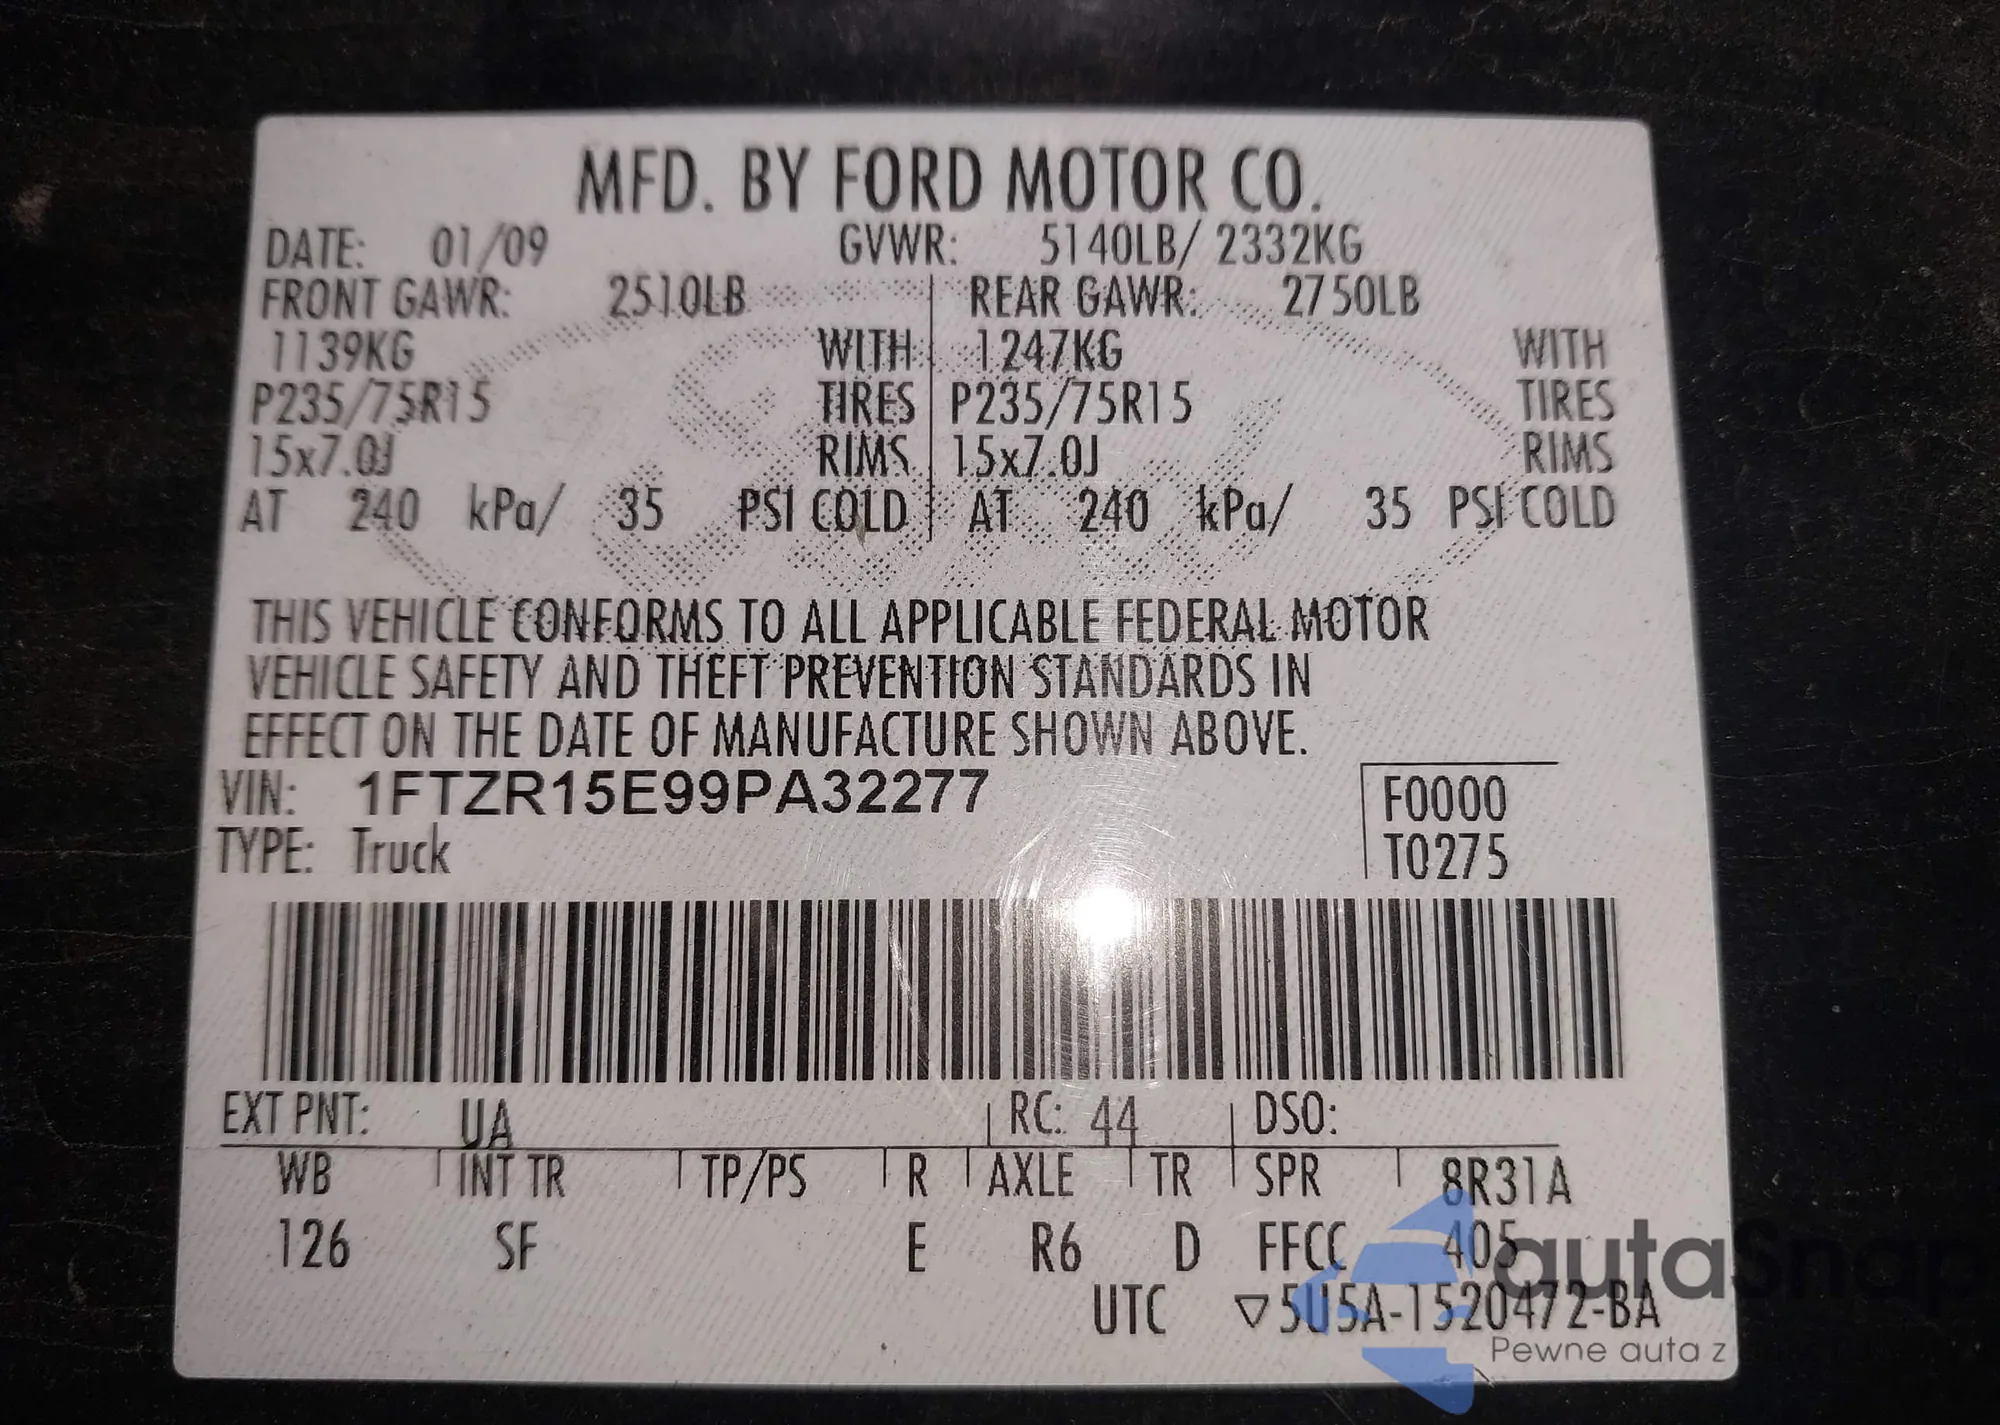 MFD. BY FORD MOTOR CO.
DATE: 01/09 GVWR: 5140LB/ 2332KG
FRONT GAWR: 2510LB REAR GAWR: 2750LB
1139KG WITH 1247KG WITH
P235/75R15 TIRES P235/75R15 TIRES
15x7.0J RIMS 15x7.0J RIMS
AT 240 kPa/ 35 PSI COLD AT 240 kPa/ 35 PSI COLD
THIS VEHICLE CONFORMS TO ALL APPLICABLE FEDERAL MOTOR
VEHICLE SAFETY AND THEFT PREVENTION STANDARDS IN
EFFECT ON THE DATE OF MANUFACTURE SHOWN ABOVE.
VIN: 1FTZR15E99PA32277 F0000
TYPE: Truck T0275
EXT PNT: UA RC: 44 DSO:
WB INT TR TP/PS R AXLE TR SPR 8R31A
126 SF E R6 D FFCC 405
UTC ▽5U5A-1520472-BA
autaSnap
Pewne auta z